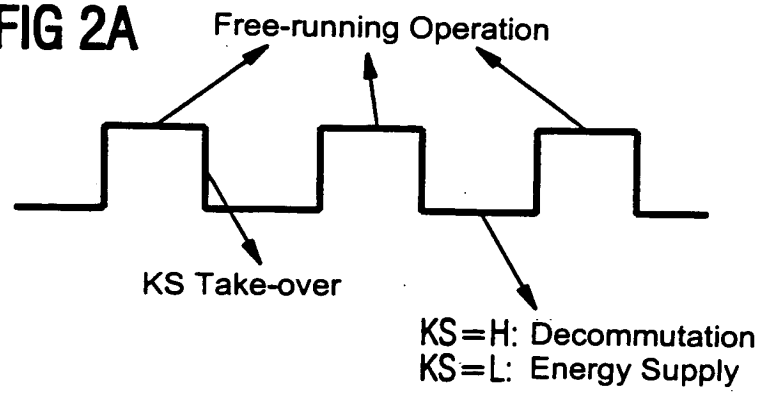 FIG 2A
Free-running Operation
KS Take-over
KS=H: Decommutation
KS=L: Energy Supply